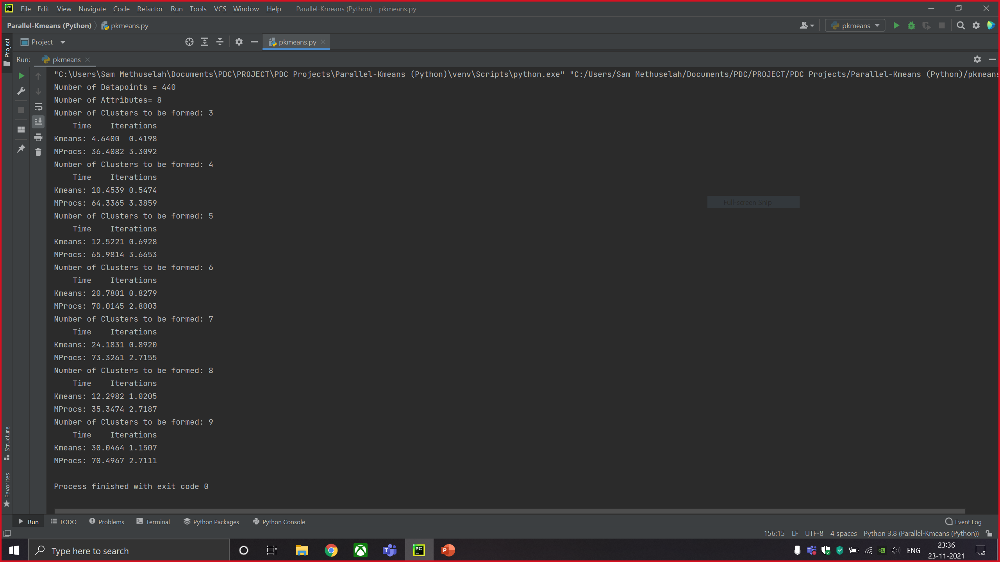 File Edit View Navigate Code Refactor Run Tools VCS Window Help Parallel-Kmeans (Python) - pkmeans.py
Parallel-Kmeans (Python) pkmeans.py pkmeans
Project Project pkmeans.py
Run: pkmeans
"C:\Users\Sam Methuselah\Documents\PDC\PROJECT\PDC Projects\Parallel-Kmeans (Python)\venv\Scripts\python.exe" "C:/Users/Sam Methuselah/Documents/PDC/PROJECT/PDC Projects/Parallel-Kmeans (Python)/pkmeans
Number of Datapoints = 440
Number of Attributes= 8
Number of Clusters to be formed: 3
Time Iterations
Kmeans: 4.6400 0.4198
MProcs: 36.4082 3.3092
Number of Clusters to be formed: 4
Time Iterations
Kmeans: 10.4539 0.5474
MProcs: 64.3365 3.3859
Full-screen Snip
Number of Clusters to be formed: 5
Time Iterations
Kmeans: 12.5221 0.6928
MProcs: 65.9814 3.6653
Number of Clusters to be formed: 6
Time Iterations
Kmeans: 20.7801 0.8279
MProcs: 70.0145 2.8003
Number of Clusters to be formed: 7
Time Iterations
Kmeans: 24.1831 0.8920
MProcs: 73.3261 2.7155
Number of Clusters to be formed: 8
Time Iterations
Kmeans: 12.2982 1.0205
MProcs: 35.3474 2.7187
Number of Clusters to be formed: 9
Time Iterations
Kmeans: 30.0464 1.1507
MProcs: 70.4967 2.7111
Process finished with exit code 0
Structure
Favorites
Run TODO Problems Terminal Python Packages Python Console Event Log
156:15 LF UTF-8 4 spaces Python 3.8 (Parallel-Kmeans (Python))
Type here to search
ENG
23:36
23-11-2021